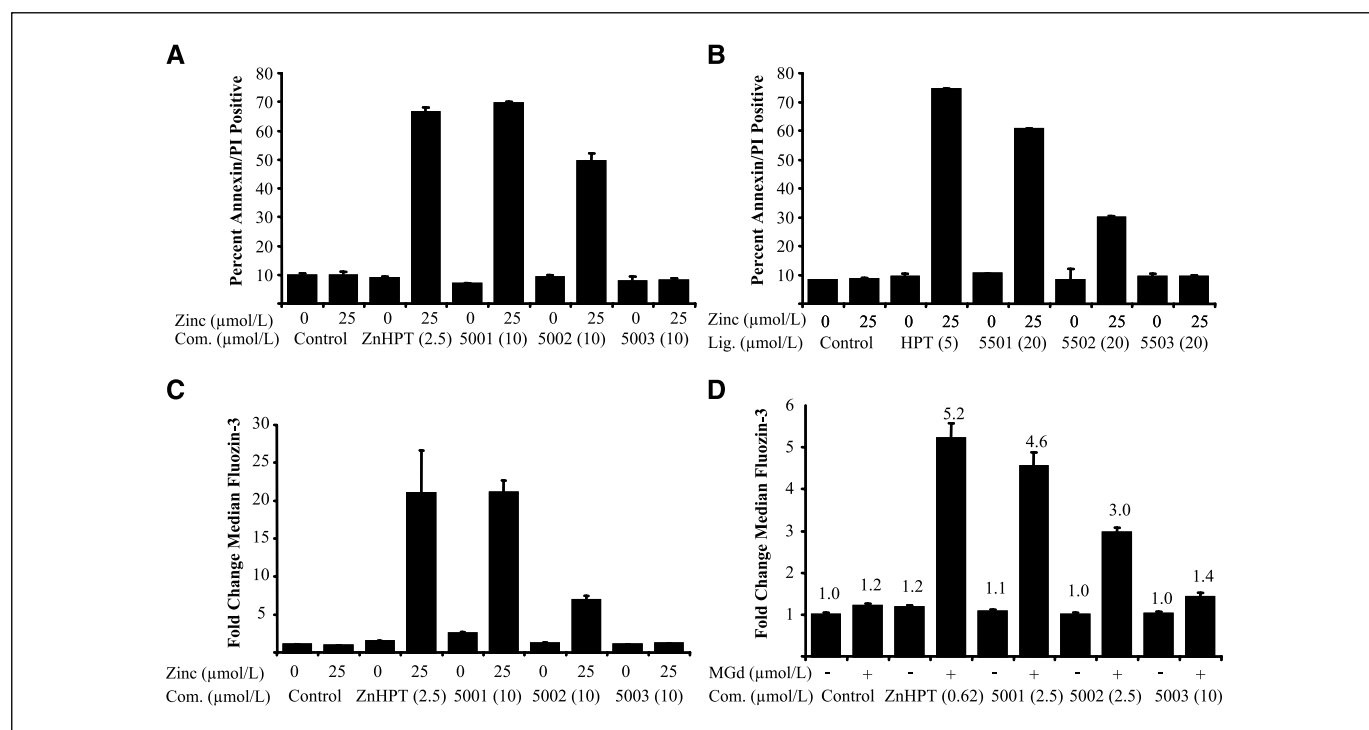 A
Percent Annexin/PI Positive
80
70
60
50
40
30
20
10
Zinc (µmol/L) 0 25 0 25 0 25 0 25 0 25
Com. (µmol/L) Control ZnHPT (2.5) 5001 (10) 5002 (10) 5003 (10)
B
Percent Annexin/PI Positive
80
70
60
50
40
30
20
10
Zinc (µmol/L) 0 25 0 25 0 25 0 25 0 25
Lig. (µmol/L) Control HPT (5) 5501 (20) 5502 (20) 5503 (20)
C
Fold Change Median Fluozin-3
30
25
20
15
10
5
Zinc (µmol/L) 0 25 0 25 0 25 0 25 0 25
Com. (µmol/L) Control ZnHPT (2.5) 5001 (10) 5002 (10) 5003 (10)
D
Fold Change Median Fluozin-3
6
5
4
3
2
1
1.0 1.2 1.2 5.2 1.1 4.6 1.0 3.0 1.0 1.4
MGd (µmol/L) - + - + - + - + - +
Com. (µmol/L) Control ZnHPT (0.62) 5001 (2.5) 5002 (2.5) 5003 (10)